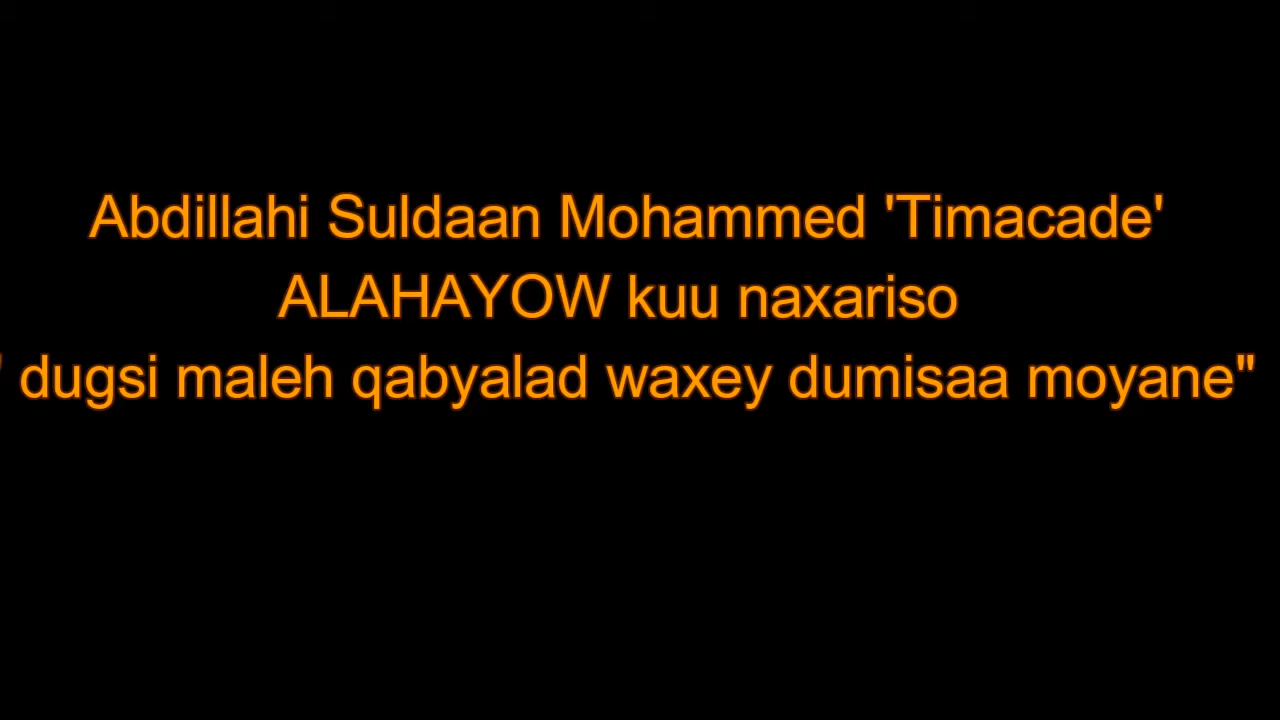 Abdillahi Suldaan Mohammed 'Timacade'
ALAHAYOW kuu naxariso
" dugsi maleh qabyalad waxey dumisaa moyane"